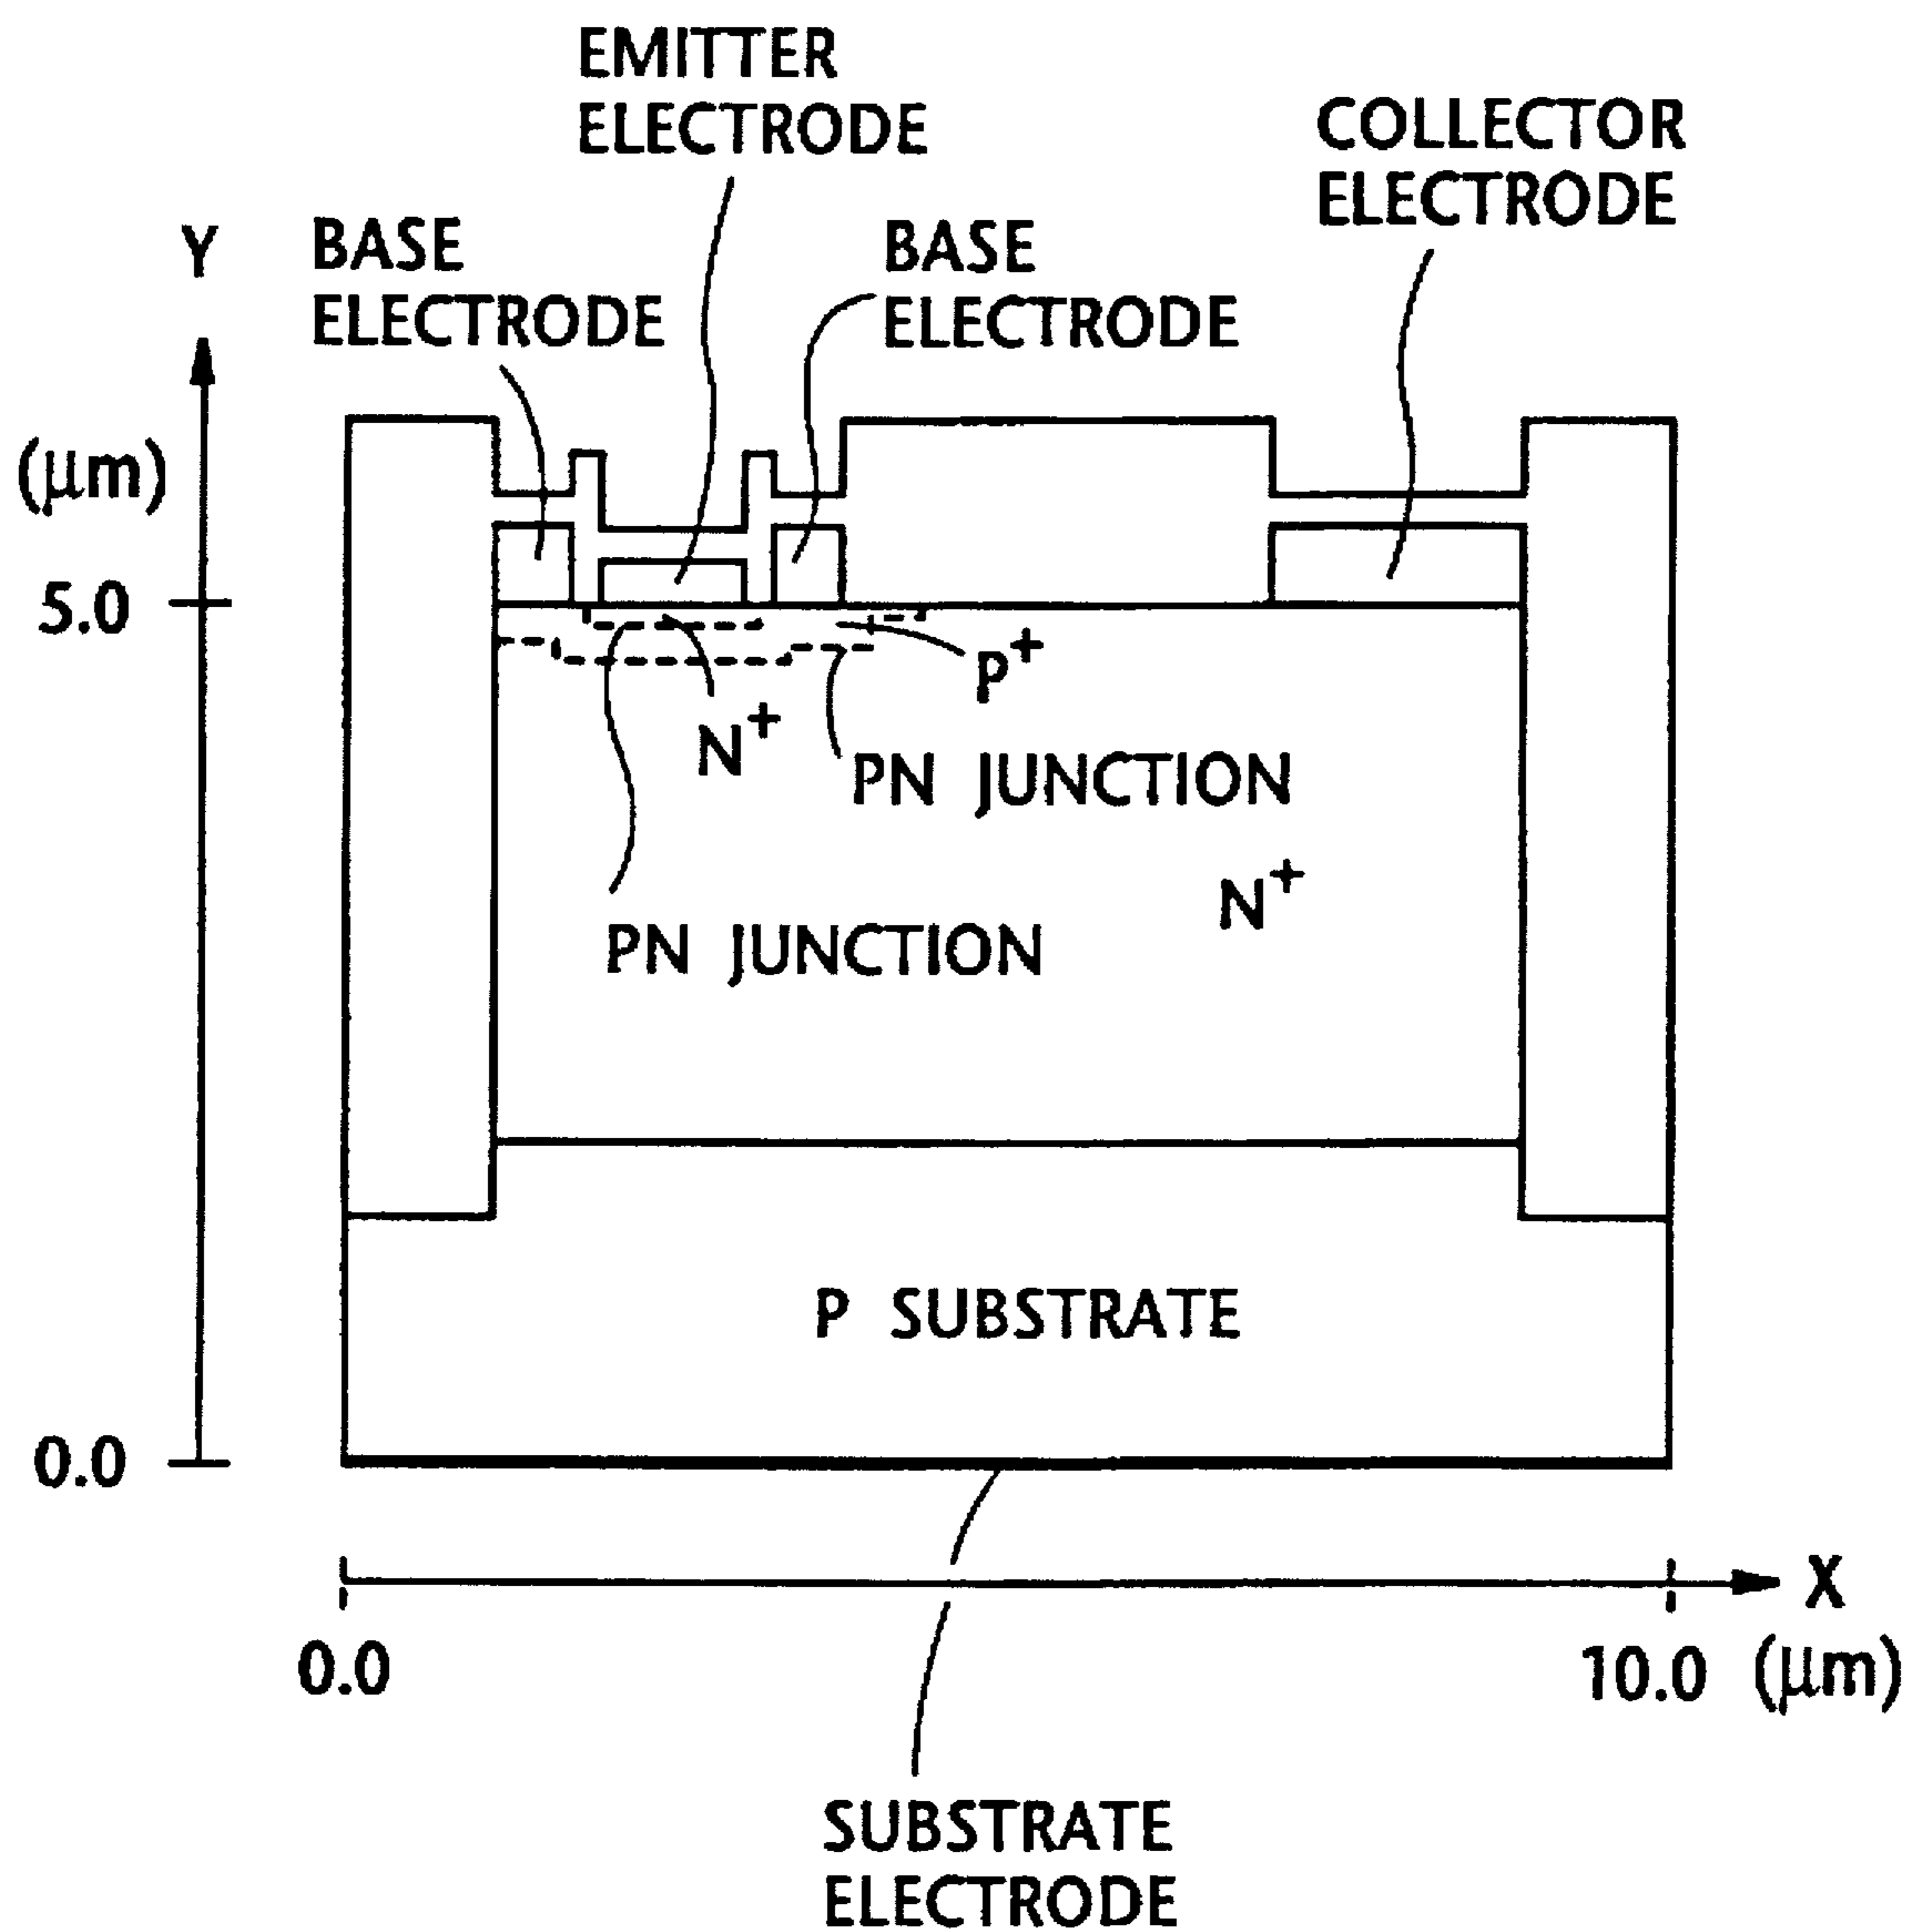 EMITTER
ELECTRODE
COLLECTOR
ELECTRODE
BASE
ELECTRODE
BASE
ELECTRODE
Y
(μm)
5.0
P+
N+
PN JUNCTION
N+
PN JUNCTION
P SUBSTRATE
0.0
X
0.0
10.0 (μm)
SUBSTRATE
ELECTRODE